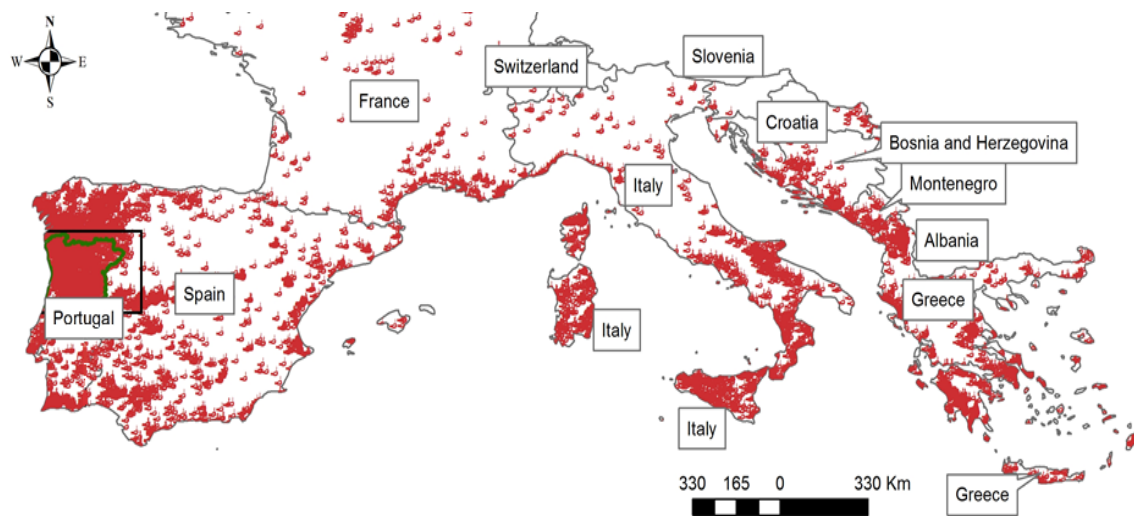 N
W E
S
Slovenia
Switzerland
France
Croatia
Bosnia and Herzegovina
Italy
Montenegro
Albania
Spain
Greece
Portugal
Italy
Italy
330 165 0 330 Km
Greece